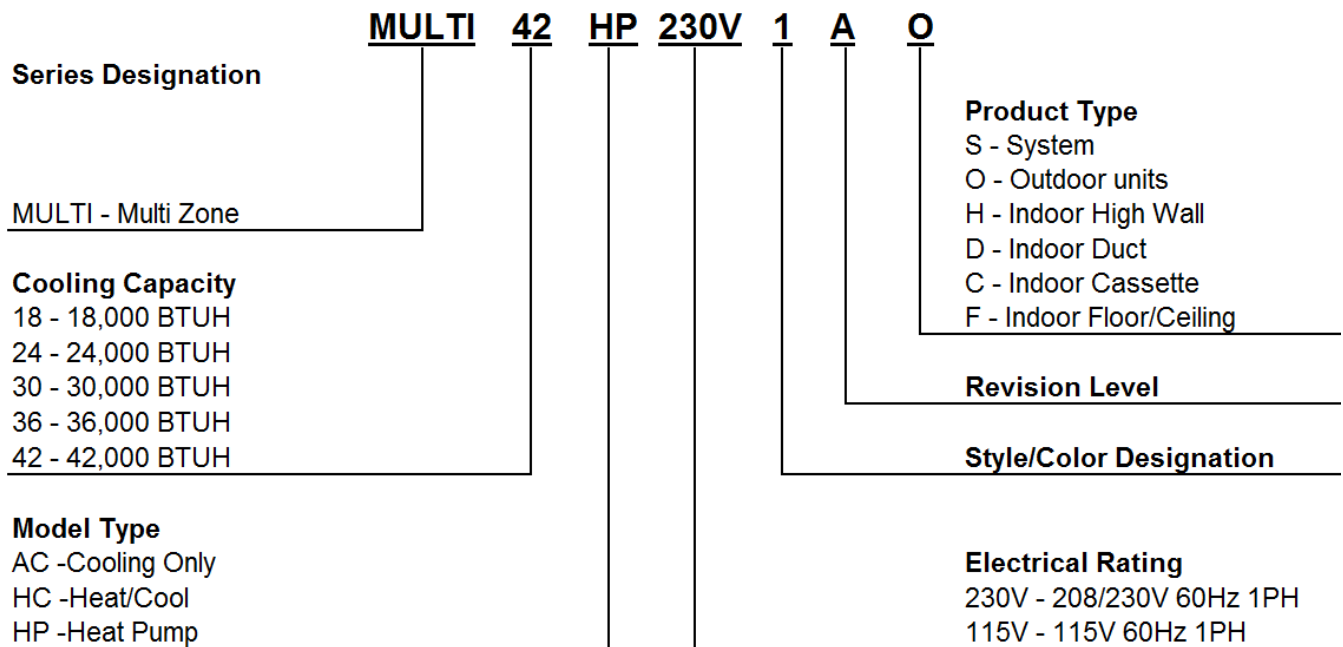 MULTI 42 HP 230V 1 A O
Series Designation
MULTI - Multi Zone
Cooling Capacity
18 - 18,000 BTUH
24 - 24,000 BTUH
30 - 30,000 BTUH
36 - 36,000 BTUH
42 - 42,000 BTUH
Model Type
AC -Cooling Only
HC -Heat/Cool
HP -Heat Pump
Product Type
S - System
O - Outdoor units
H - Indoor High Wall
D - Indoor Duct
C - Indoor Cassette
F - Indoor Floor/Ceiling
Revision Level
Style/Color Designation
Electrical Rating
230V - 208/230V 60Hz 1PH
115V - 115V 60Hz 1PH